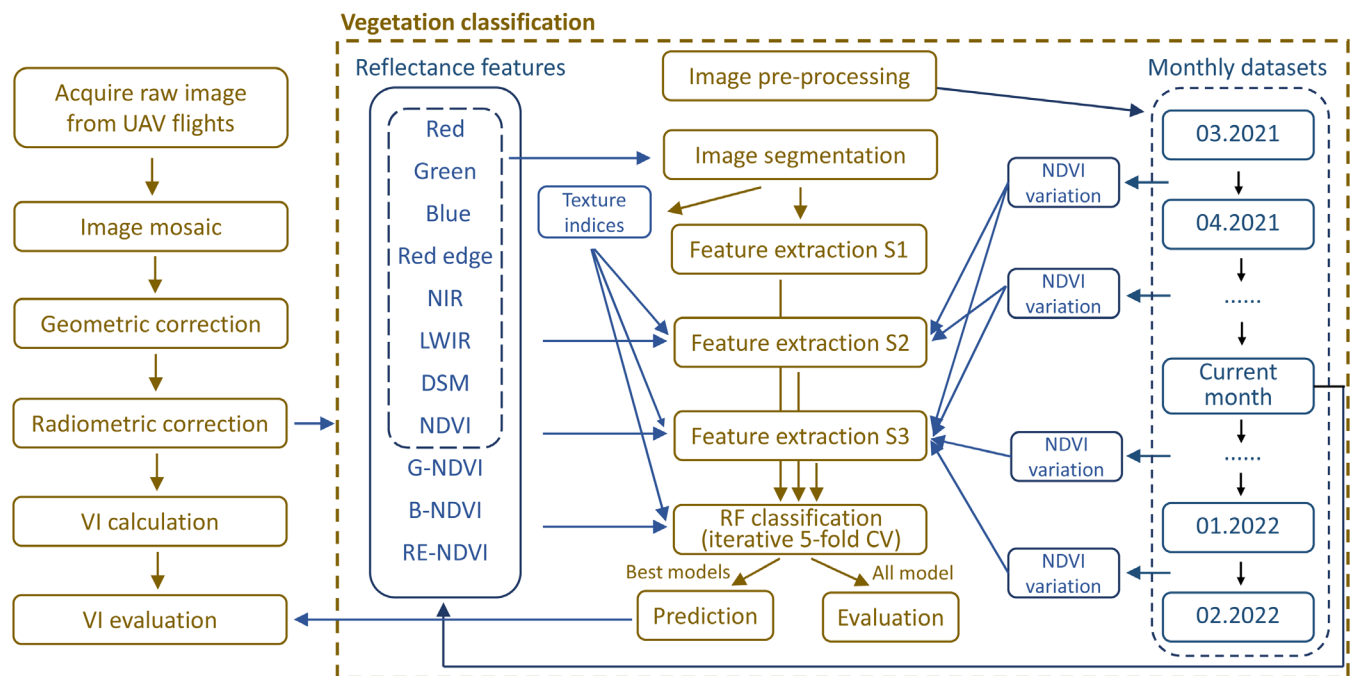 Vegetation classification
Acquire raw image
from UAV flights
Image mosaic
Geometric correction
Radiometric correction
VI calculation
VI evaluation
Reflectance features
Red
Green
Blue
Red edge
NIR
LWIR
DSM
NDVI
G-NDVI
B-NDVI
RE-NDVI
Image pre-processing
Image segmentation
Texture
indices
Feature extraction S1
Feature extraction S2
Feature extraction S3
RF classification
(iterative 5-fold CV)
Best models
All model
Prediction
Evaluation
NDVI
variation
NDVI
variation
NDVI
variation
NDVI
variation
Monthly datasets
03.2021
04.2021
......
Current
month
......
01.2022
02.2022